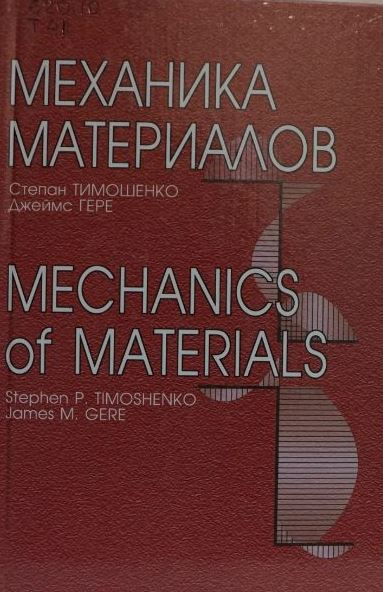 МЕХАНИКА
МАТЕРИАЛОВ
Степан ТИМОШЕНКО
Джеймс ГЕРЕ
MECHANICS
of MATERIALS
Stephen P. TIMOSHENKO
James M. GERE